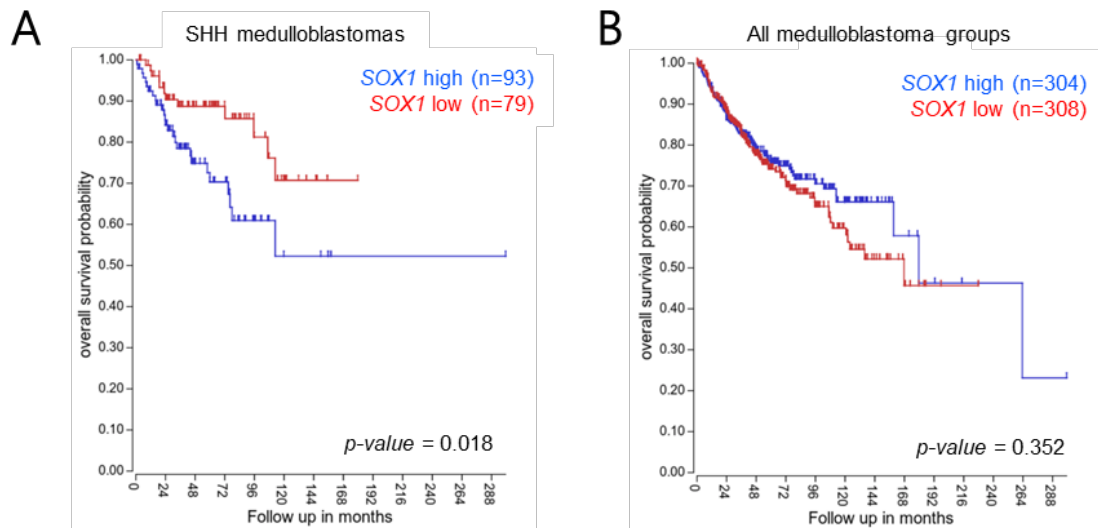 A
SHH medulloblastomas
SOX1 high (n=93)
SOX1 low (n=79)
overall survival probability
1.00
0.90
0.80
0.70
0.60
0.50
0.40
0.30
0.20
0.10
0.00
p-value = 0.018
0 24 48 72 96 120 144 168 192 216 240 264 288
Follow up in months
B
All medulloblastoma groups
SOX1 high (n=304)
SOX1 low (n=308)
overall survival probability
1.00
0.90
0.80
0.70
0.60
0.50
0.40
0.30
0.20
0.10
0.00
p-value = 0.352
0 24 48 72 96 120 144 168 192 216 240 264 288
Follow up in months